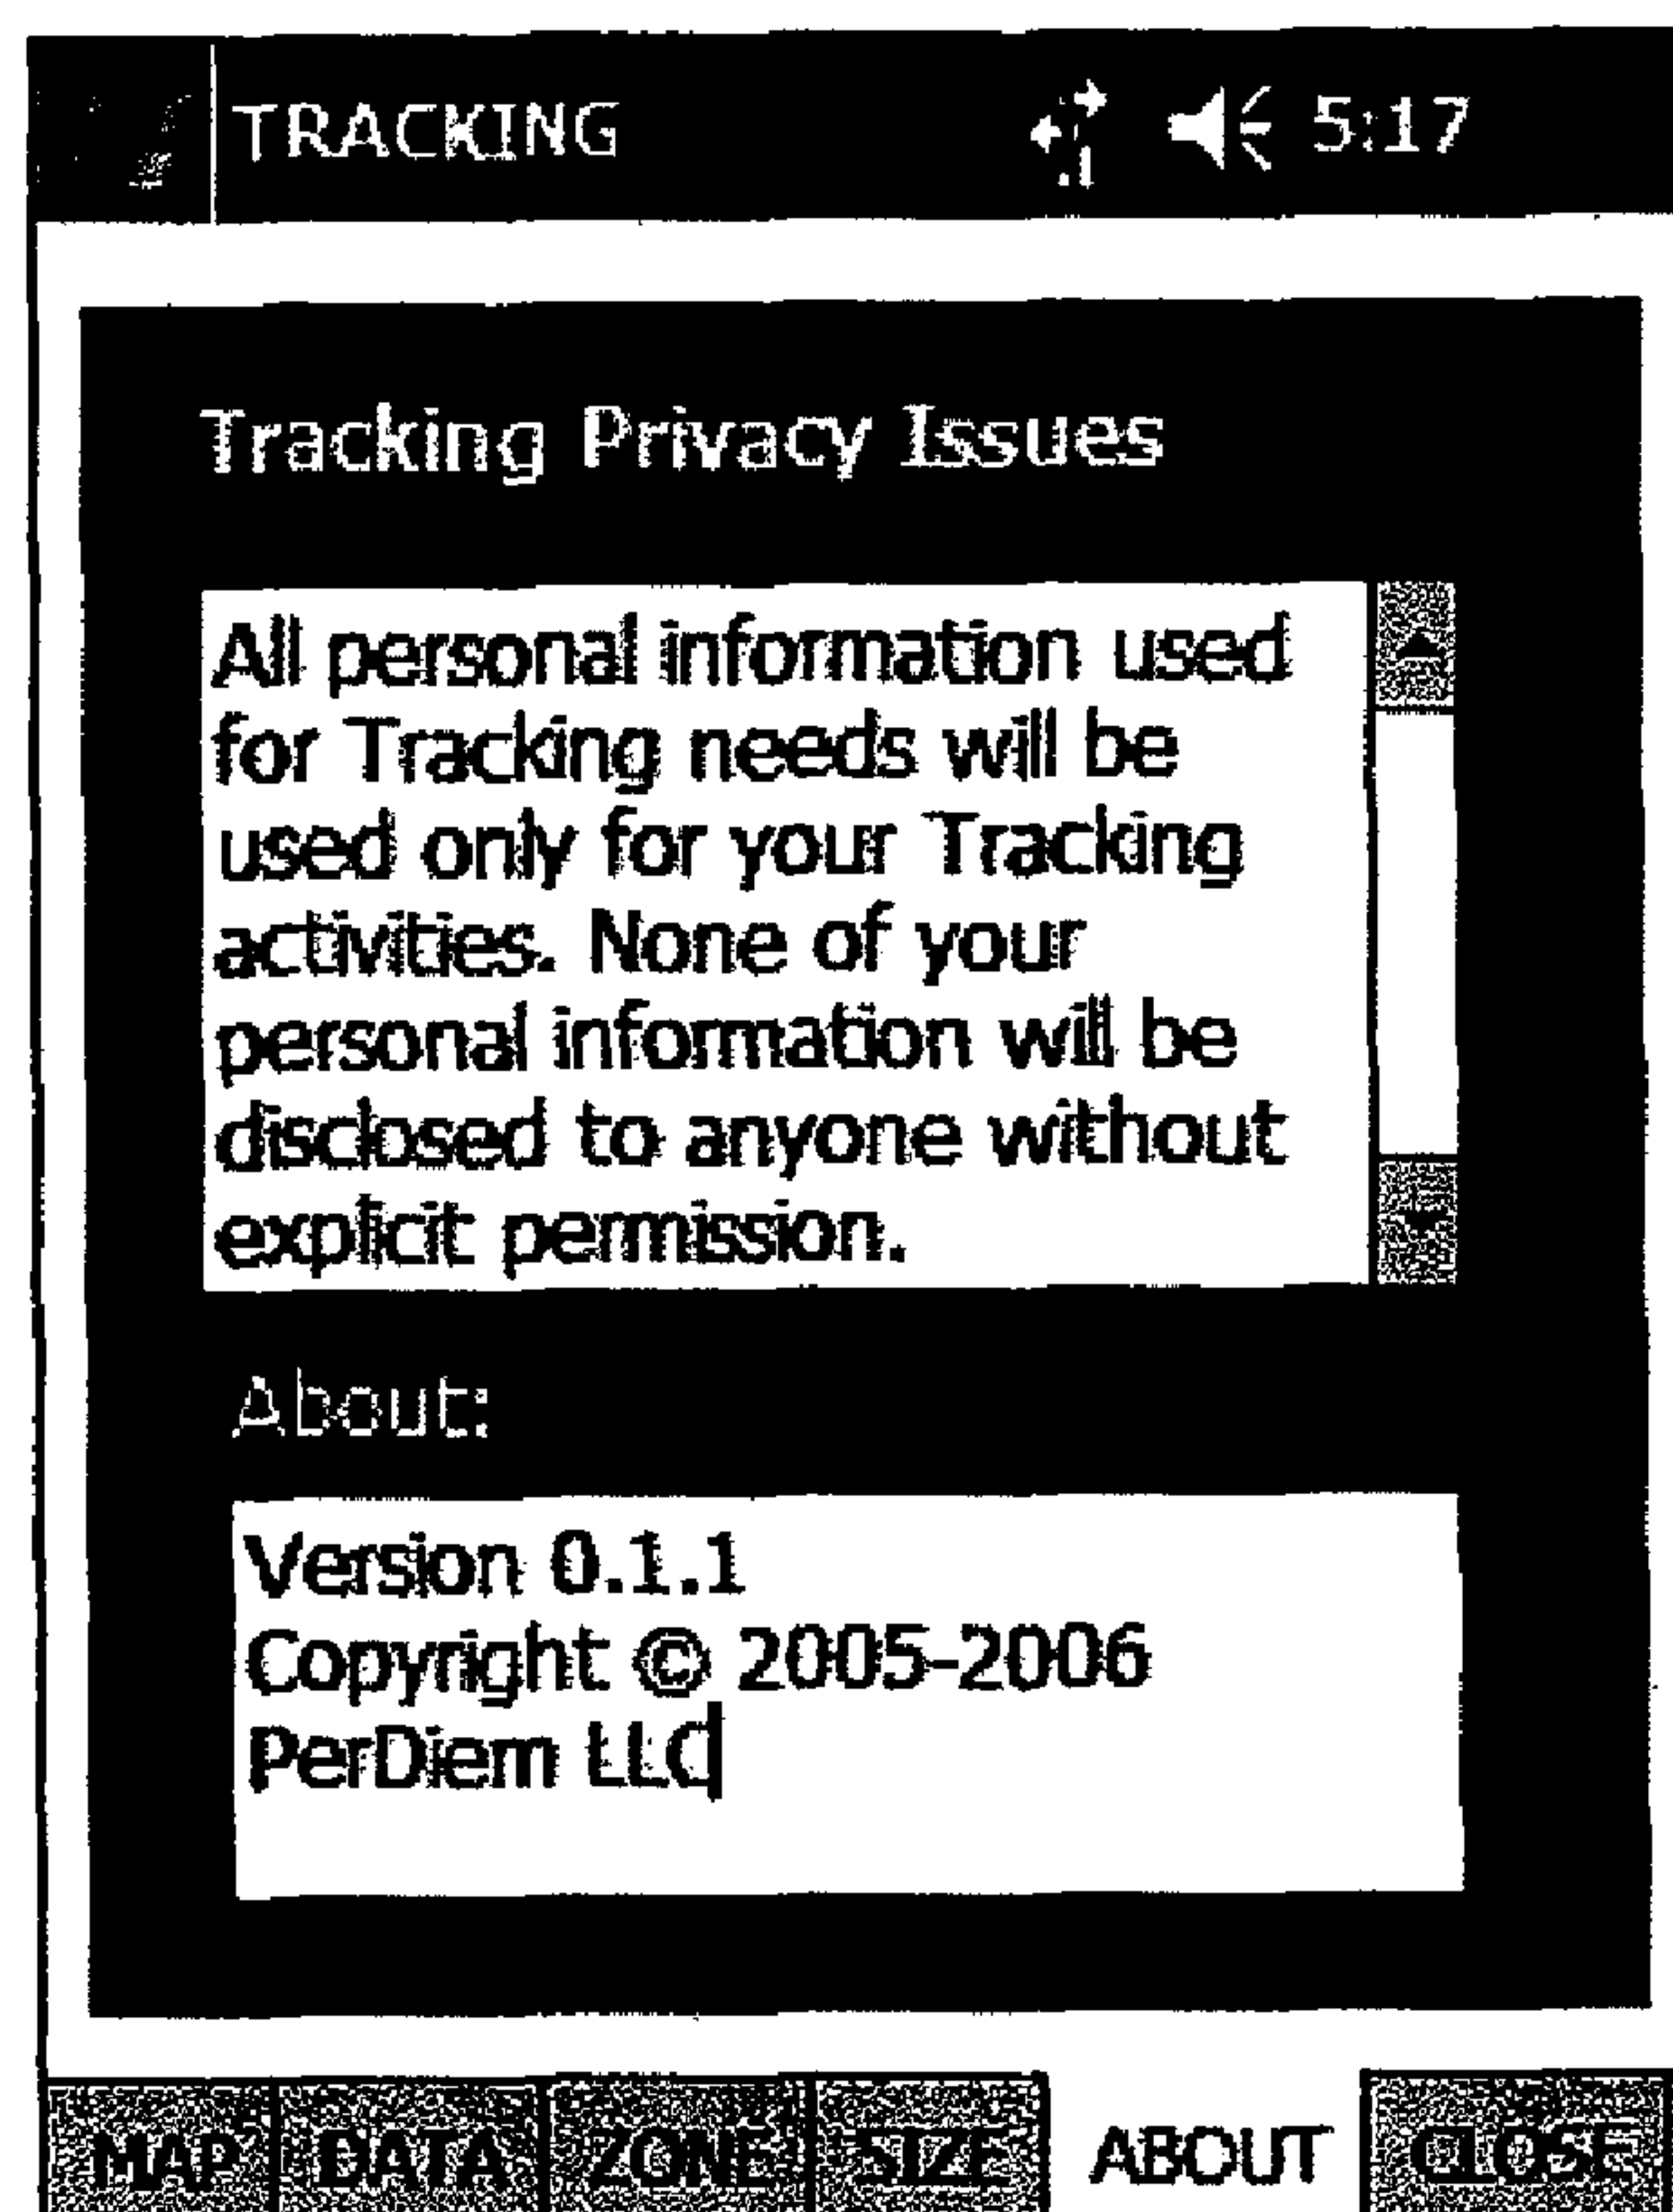 TRACKING 5:17
Tracking Privacy Issues
All personal information used
for Tracking needs will be
used only for your Tracking
activities. None of your
personal information will be
disclosed to anyone without
explicit permission.
About:
Version 0.1.1
Copyright © 2005-2006
PerDiem LLC
MAP DATA ZONE SIZE ABOUT CLOSE